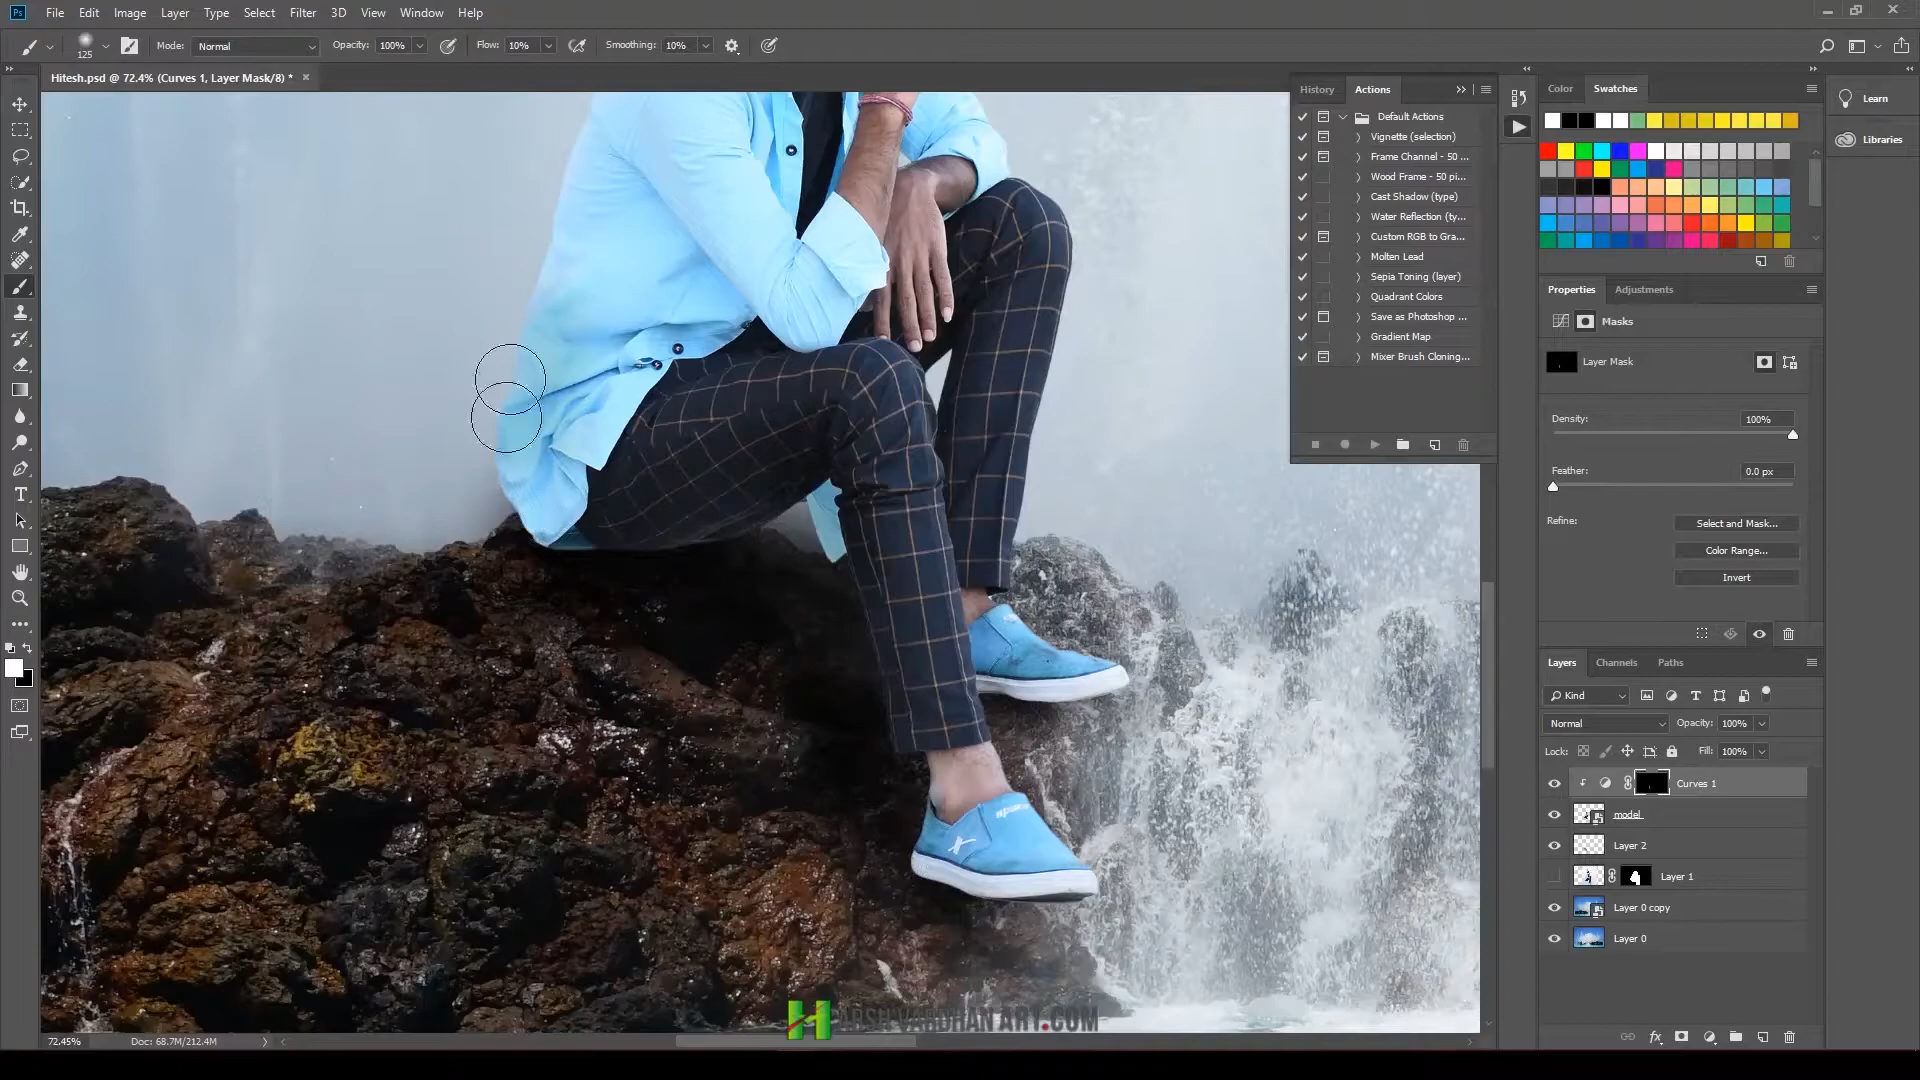 Ps File Edit Image Layer Type Select Filter 3D View Window Help
125 Mode: Normal Opacity: 100% Flow: 10% Smoothing: 10%
Hitesh.psd @ 72.4% (Curves 1, Layer Mask/8) *
History Actions
Default Actions
Vignette (selection)
Frame Channel - 50 ...
Wood Frame - 50 pi...
Cast Shadow (type)
Water Reflection (ty...
Custom RGB to Gra...
Molten Lead
Sepia Toning (layer)
Quadrant Colors
Save as Photoshop ...
Gradient Map
Mixer Brush Cloning...
Color Swatches
Learn
Libraries
Properties Adjustments
Masks
Layer Mask
Density: 100%
Feather: 0.0 px
Refine: Select and Mask...
Color Range...
Invert
Layers Channels Paths
Kind
Normal Opacity: 100%
Lock: Fill: 100%
Curves 1
model
Layer 2
Layer 1
Layer 0 copy
Layer 0
72.45% Doc: 68.7M/212.4M